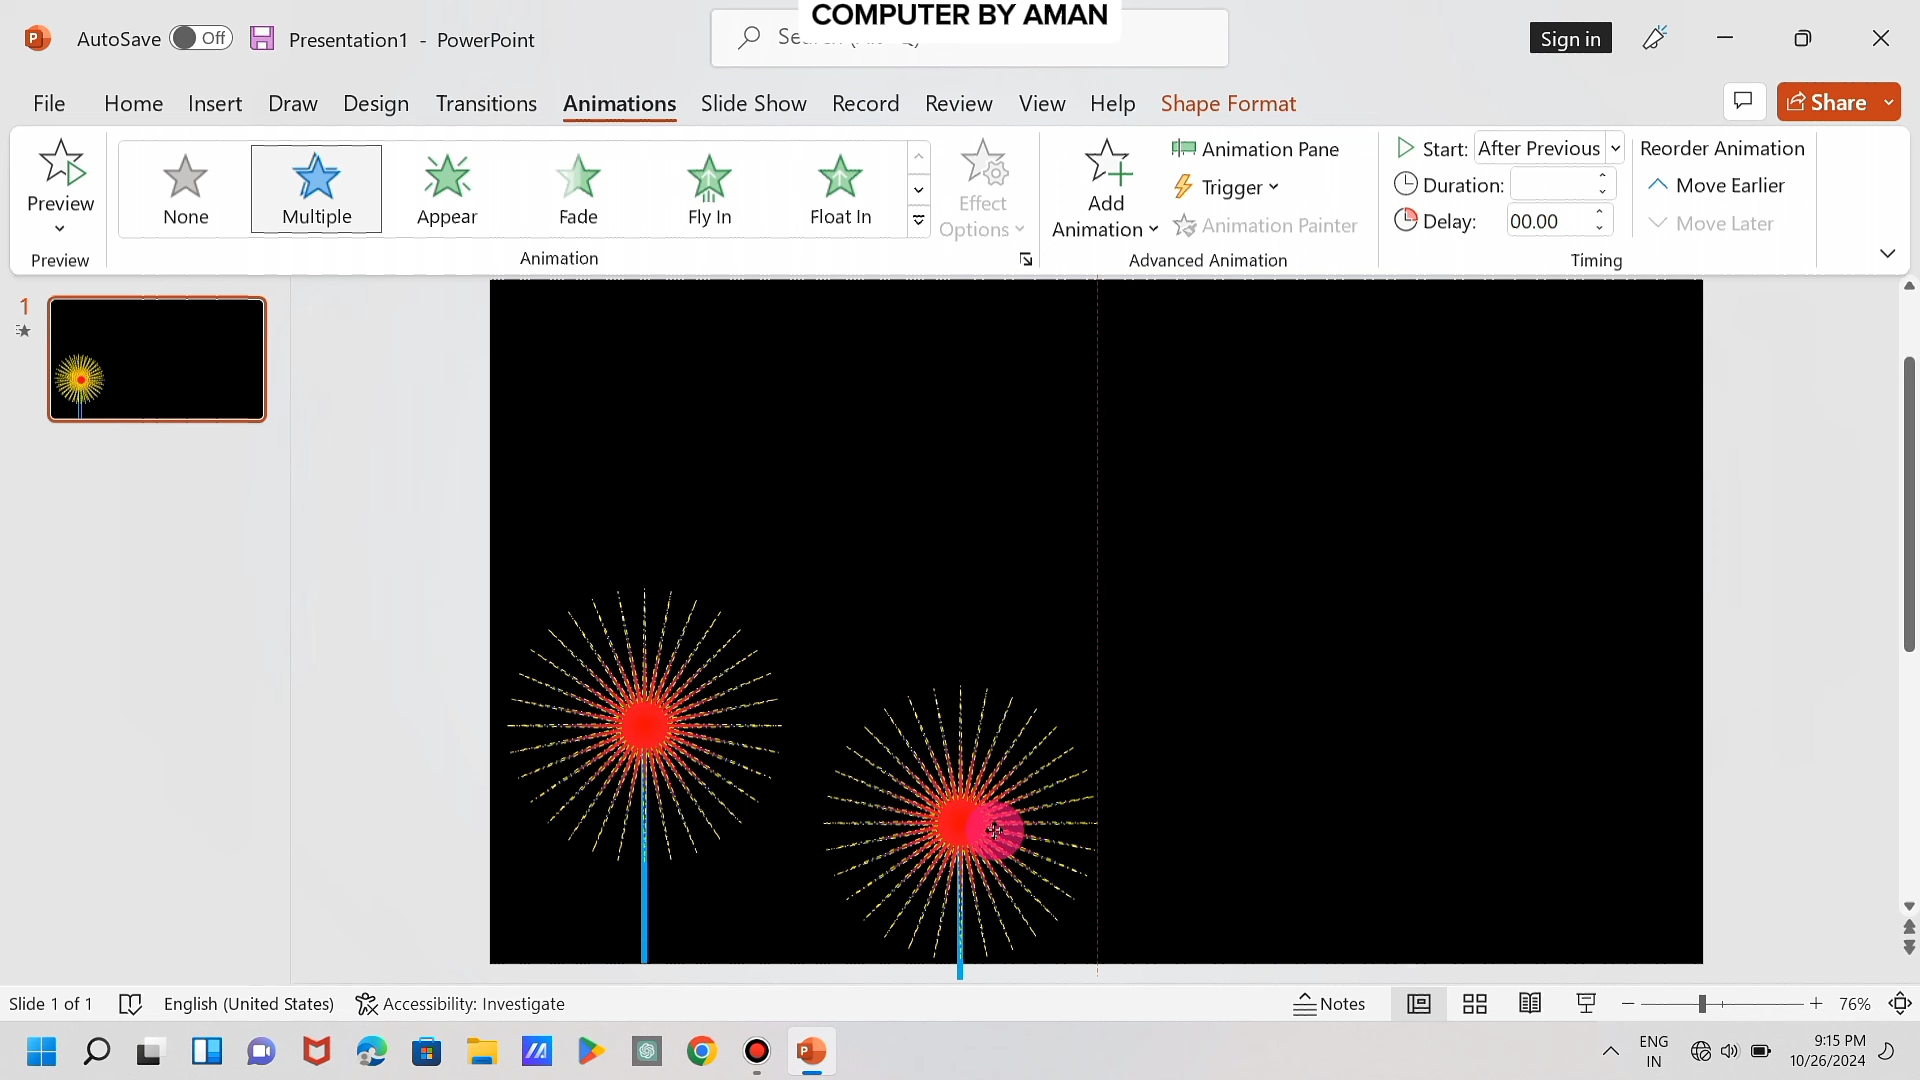 COMPUTER BY AMAN
AutoSave Off Presentation1 - PowerPoint
Sign in
File Home Insert Draw Design Transitions Animations Slide Show Record Review View Help Shape Format
Share
Preview
Preview
None
Multiple
Appear
Fade
Fly In
Float In
Animation
Effect
Options
Add
Animation
Animation Pane
Trigger
Animation Painter
Advanced Animation
Start: After Previous
Duration:
Delay: 00.00
Timing
Reorder Animation
Move Earlier
Move Later
1
Slide 1 of 1
English (United States)
Accessibility: Investigate
Notes
76%
ENG
IN
9:15 PM
10/26/2024